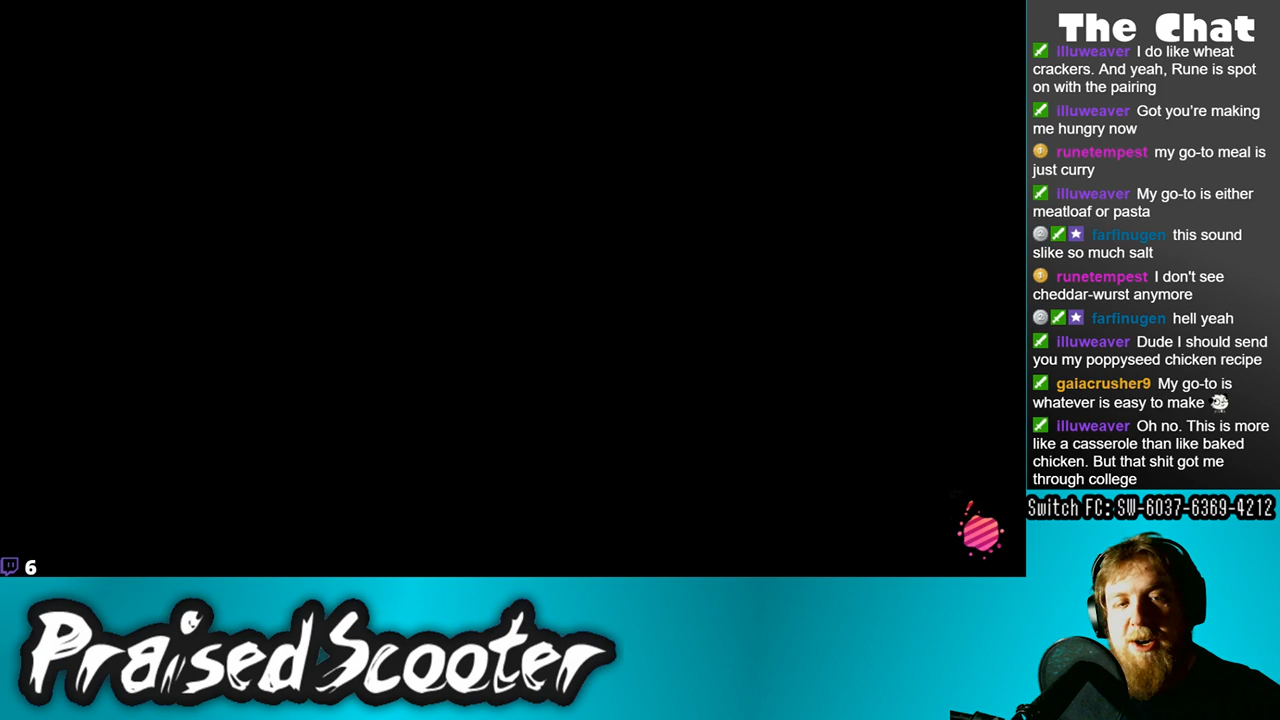 The Chat
illuweaver I do like wheat
crackers. And yeah, Rune is spot
on with the pairing
illuweaver Got you're making
me hungry now
runetempest my go-to meal is
just curry
illuweaver My go-to is either
meatloaf or pasta
farfinugen this sound
slike so much salt
runetempest I don't see
cheddar-wurst anymore
farfinugen hell yeah
illuweaver Dude I should send
you my poppyseed chicken recipe
gaiacrusher9 My go-to is
whatever is easy to make
illuweaver Oh no. This is more
like a casserole than like baked
chicken. But that shit got me
through college
Switch FC: SW-6037-6369-4212
6
PraisedScooter